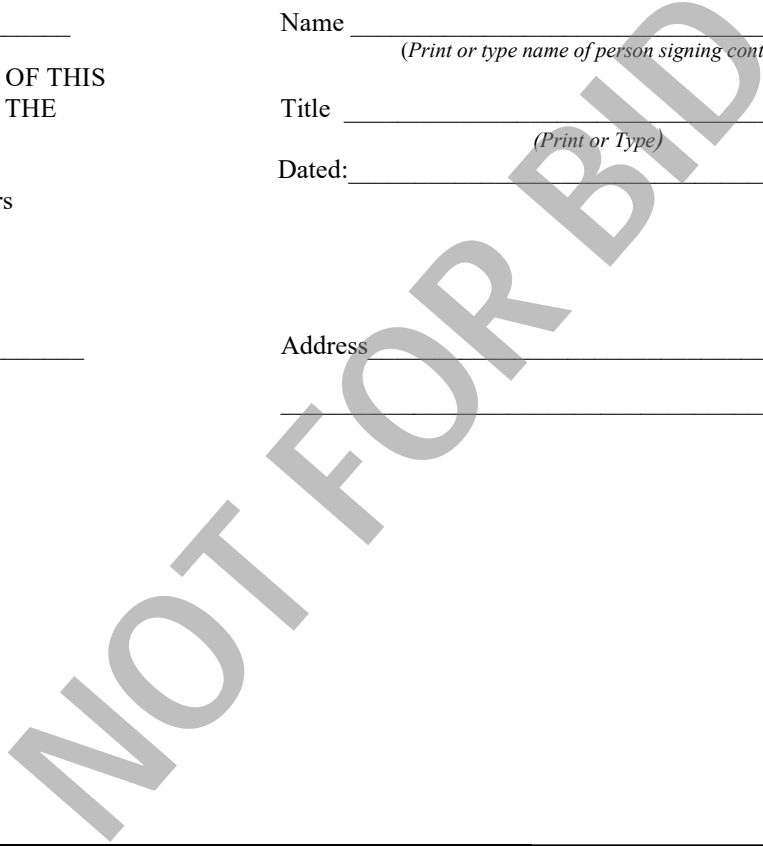 Name
(Print or type name of person signing
OF THIS
THE
Title
(Print or Type)
Dated:
rs
Address
NOT FOR BID